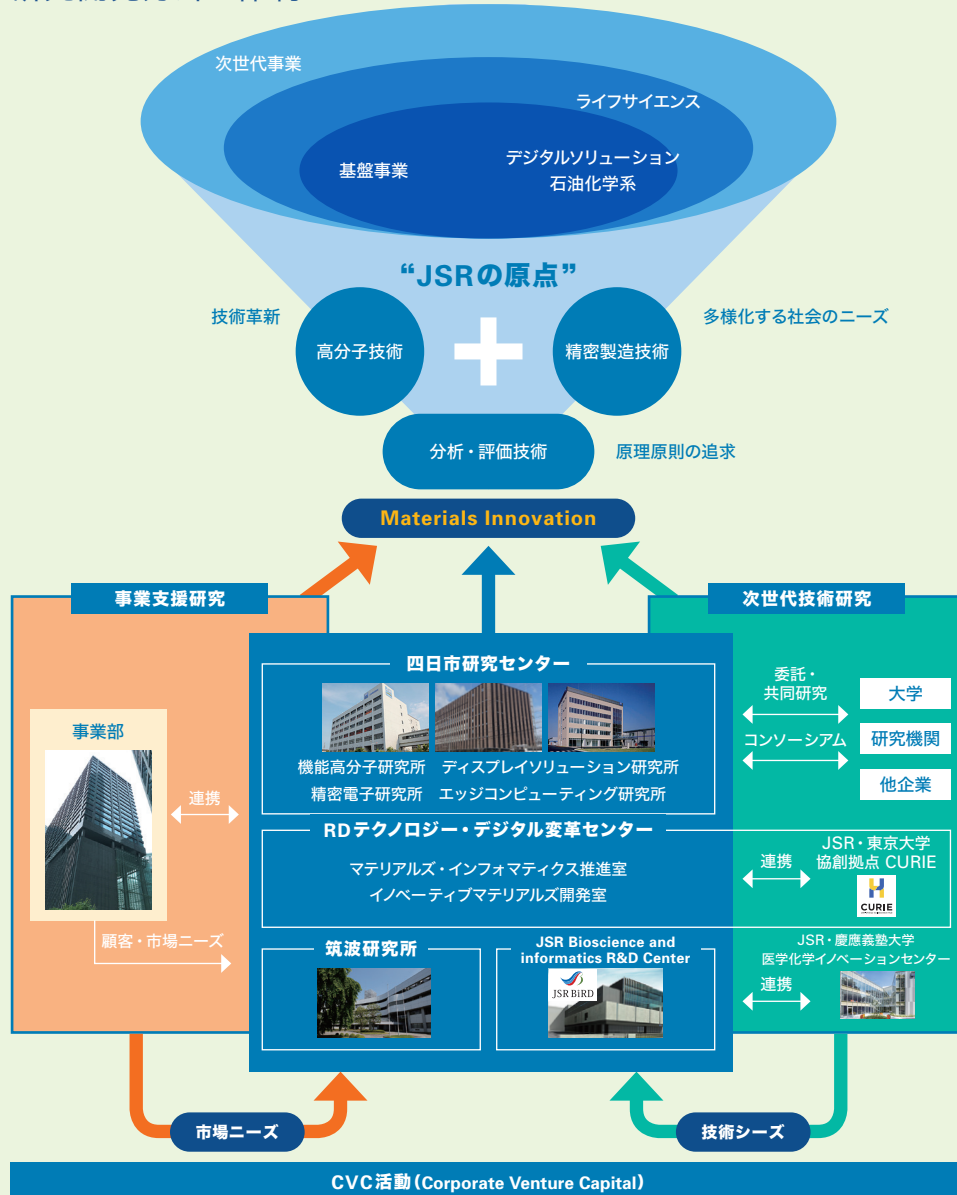 次世代事業
ライフサイエンス
基盤事業
デジタルソリューション
石油化学系
“JSRの原点”
技術革新
多様化する社会のニーズ
高分子技術
精密製造技術
分析・評価技術
原理原則の追求
Materials Innovation
事業支援研究
次世代技術研究
四日市研究センター
機能高分子研究所 ディスプレイソリューション研究所
精密電子研究所 エッジコンピューティング研究所
事業部
連携
顧客・市場ニーズ
委託・
共同研究
コンソーシアム
大学
研究機関
他企業
RDテクノロジー・デジタル変革センター
マテリアルズ・インフォマティクス推進室
イノベーティブマテリアルズ開発室
連携
JSR・東京大学
協創拠点 CURIE
CURIE
筑波研究所
JSR Bioscience and
informatics R&D Center
JSR BiRD
JSR・慶應義塾大学
医学化学イノベーションセンター
連携
市場ニーズ
技術シーズ
CVC活動(Corporate Venture Capital)